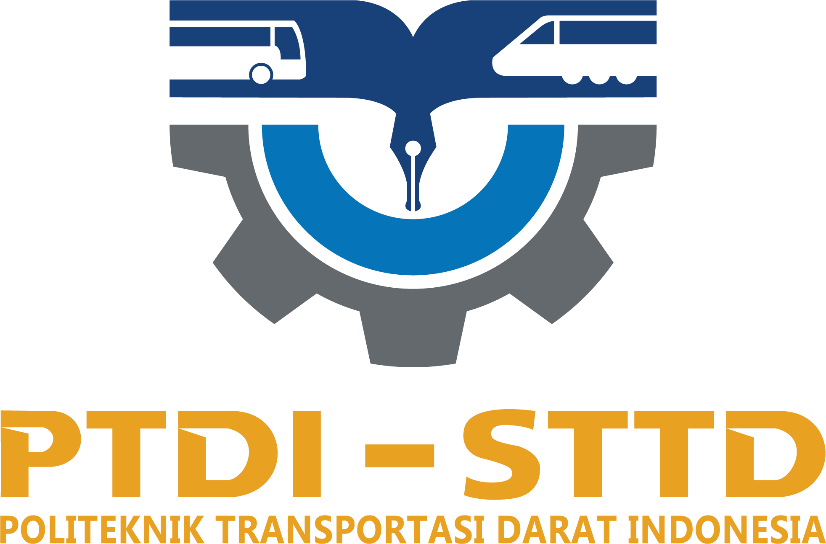 PTDI – STTD
POLITEKNIK TRANSPORTASI DARAT INDONESIA